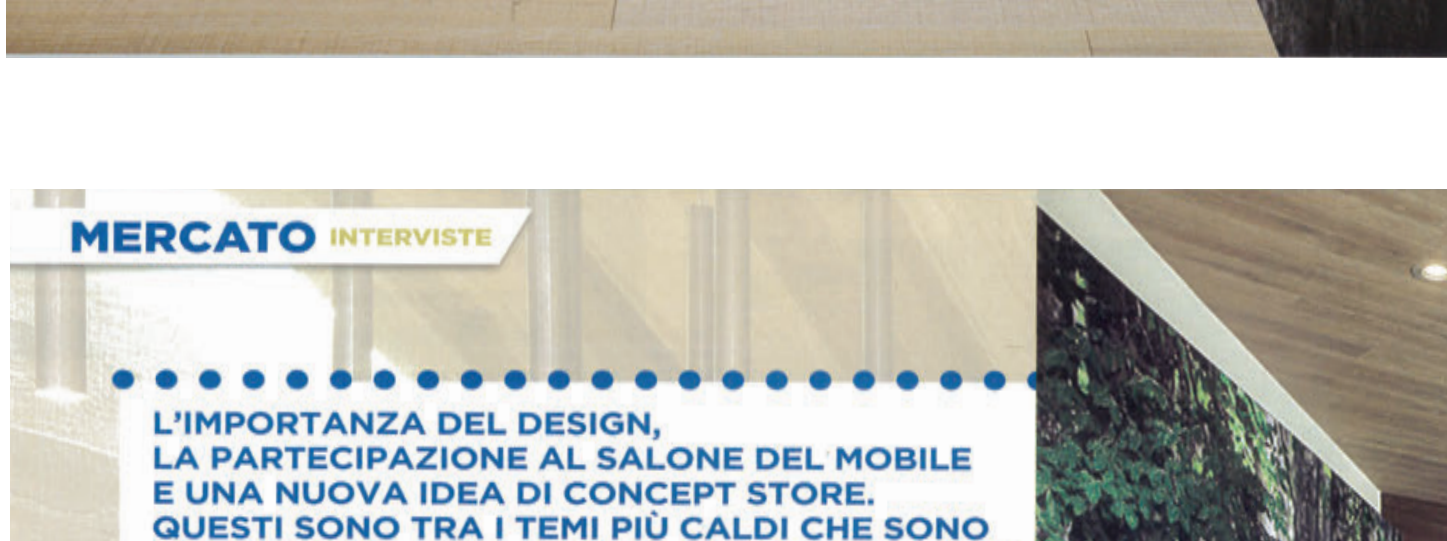 MERCATO INTERVISTE
L'IMPORTANZA DEL DESIGN,
LA PARTECIPAZIONE AL SALONE DEL MOBILE
E UNA NUOVA IDEA DI CONCEPT STORE.
QUESTI SONO TRA I TEMI PIÙ CALDI CHE SONO